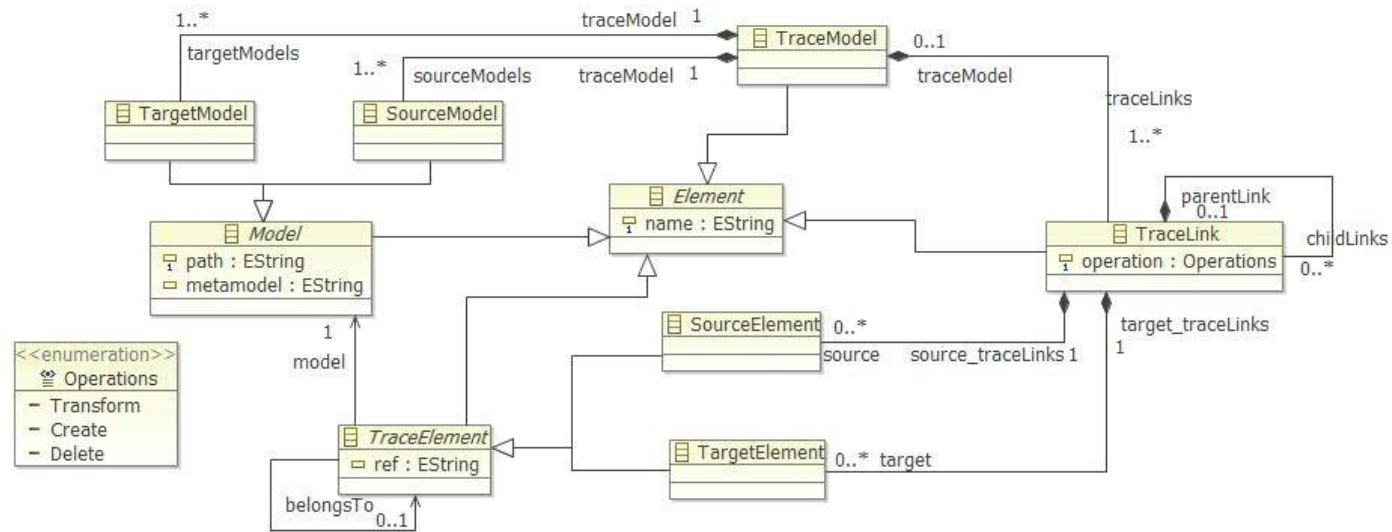 1..*
traceModel 1
TraceModel
0..1
targetModels
1..*
sourceModels
traceModel 1
traceModel
TargetModel
SourceModel
traceLinks
1..*
Element
name : EString
parentLink
0..1
Model
path : EString
metamodel : EString
TraceLink
operation : Operations
childLinks
0..*
1
model
SourceElement
0..*
source
source_traceLinks 1
target_traceLinks
1
<<enumeration>>
Operations
Transform
Create
Delete
TraceElement
ref : EString
TargetElement
0..* target
belongsTo
0..1